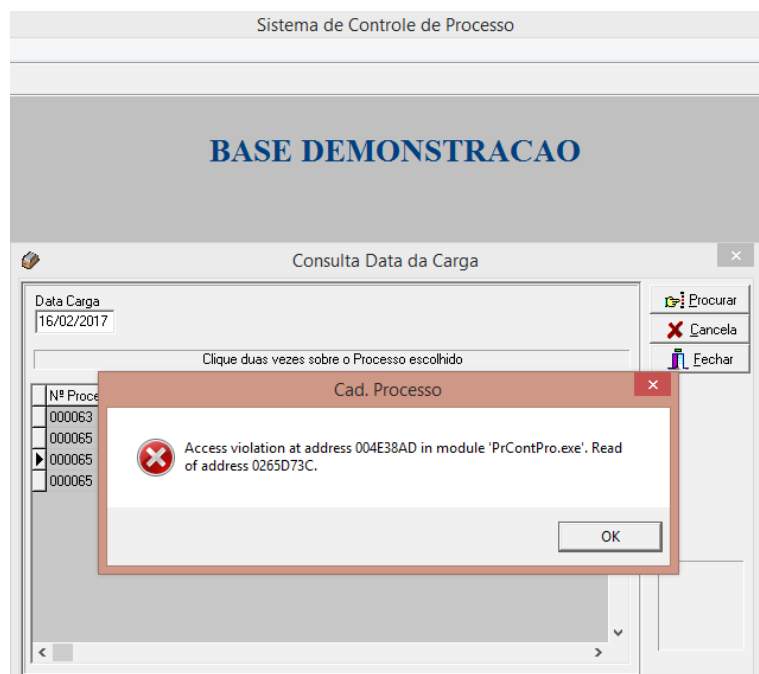 Sistema de Controle de Processo
BASE DEMONSTRACAO
Consulta Data da Carga
Data Carga
16/02/2017
Procurar
Cancela
Fechar
Clique duas vezes sobre o Processo escolhido
Nº Proce
000063
000065
000065
000065
Cad. Processo
Access violation at address 004E38AD in module 'PrContPro.exe'. Read
of address 0265D73C.
OK